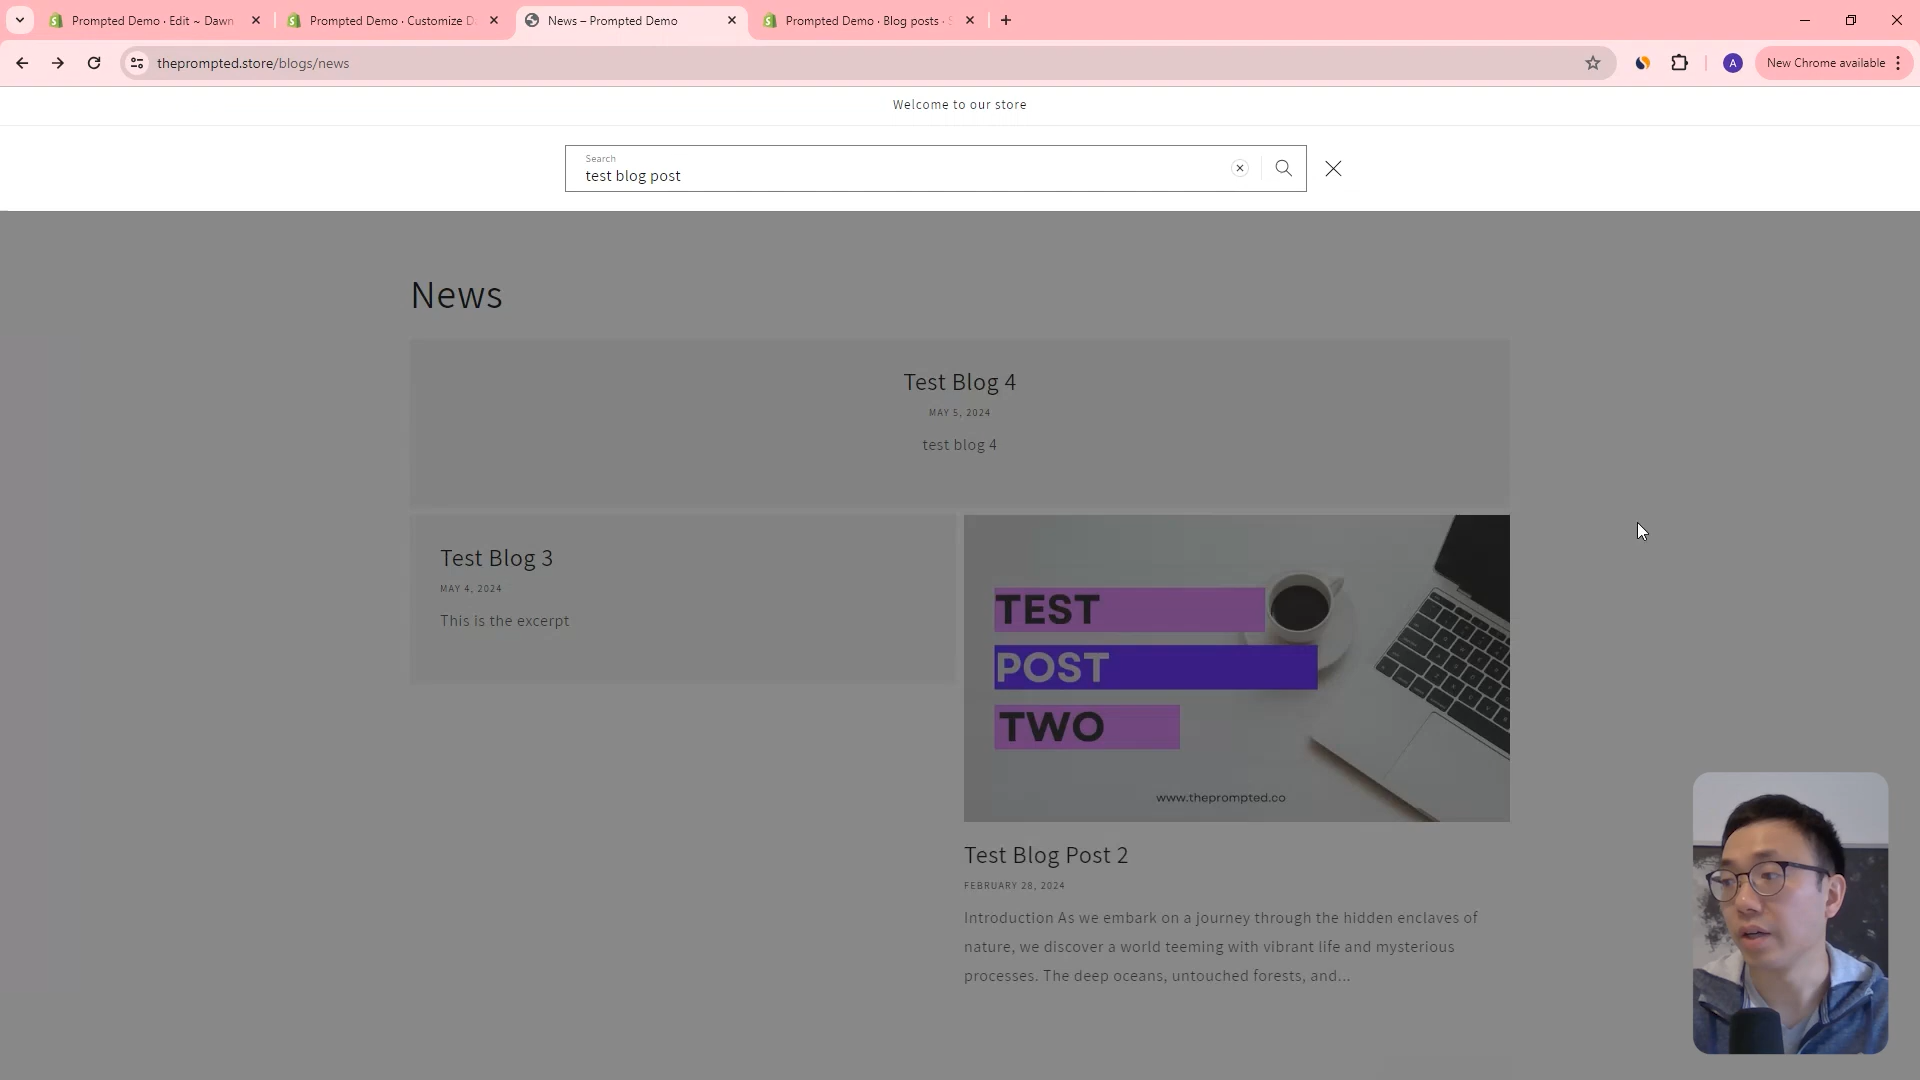 Prompted Demo · Edit ~ Dawn
Prompted Demo · Customize D
News – Prompted Demo
Prompted Demo · Blog posts · S
theprompted.store/blogs/news
A
New Chrome available
Welcome to our store
Search
test blog post
News
Test Blog 4
MAY 5, 2024
test blog 4
Test Blog 3
MAY 4, 2024
This is the excerpt
TEST
POST
TWO
www.theprompted.co
Test Blog Post 2
FEBRUARY 28, 2024
Introduction As we embark on a journey through the hidden enclaves of
nature, we discover a world teeming with vibrant life and mysterious
processes. The deep oceans, untouched forests, and...